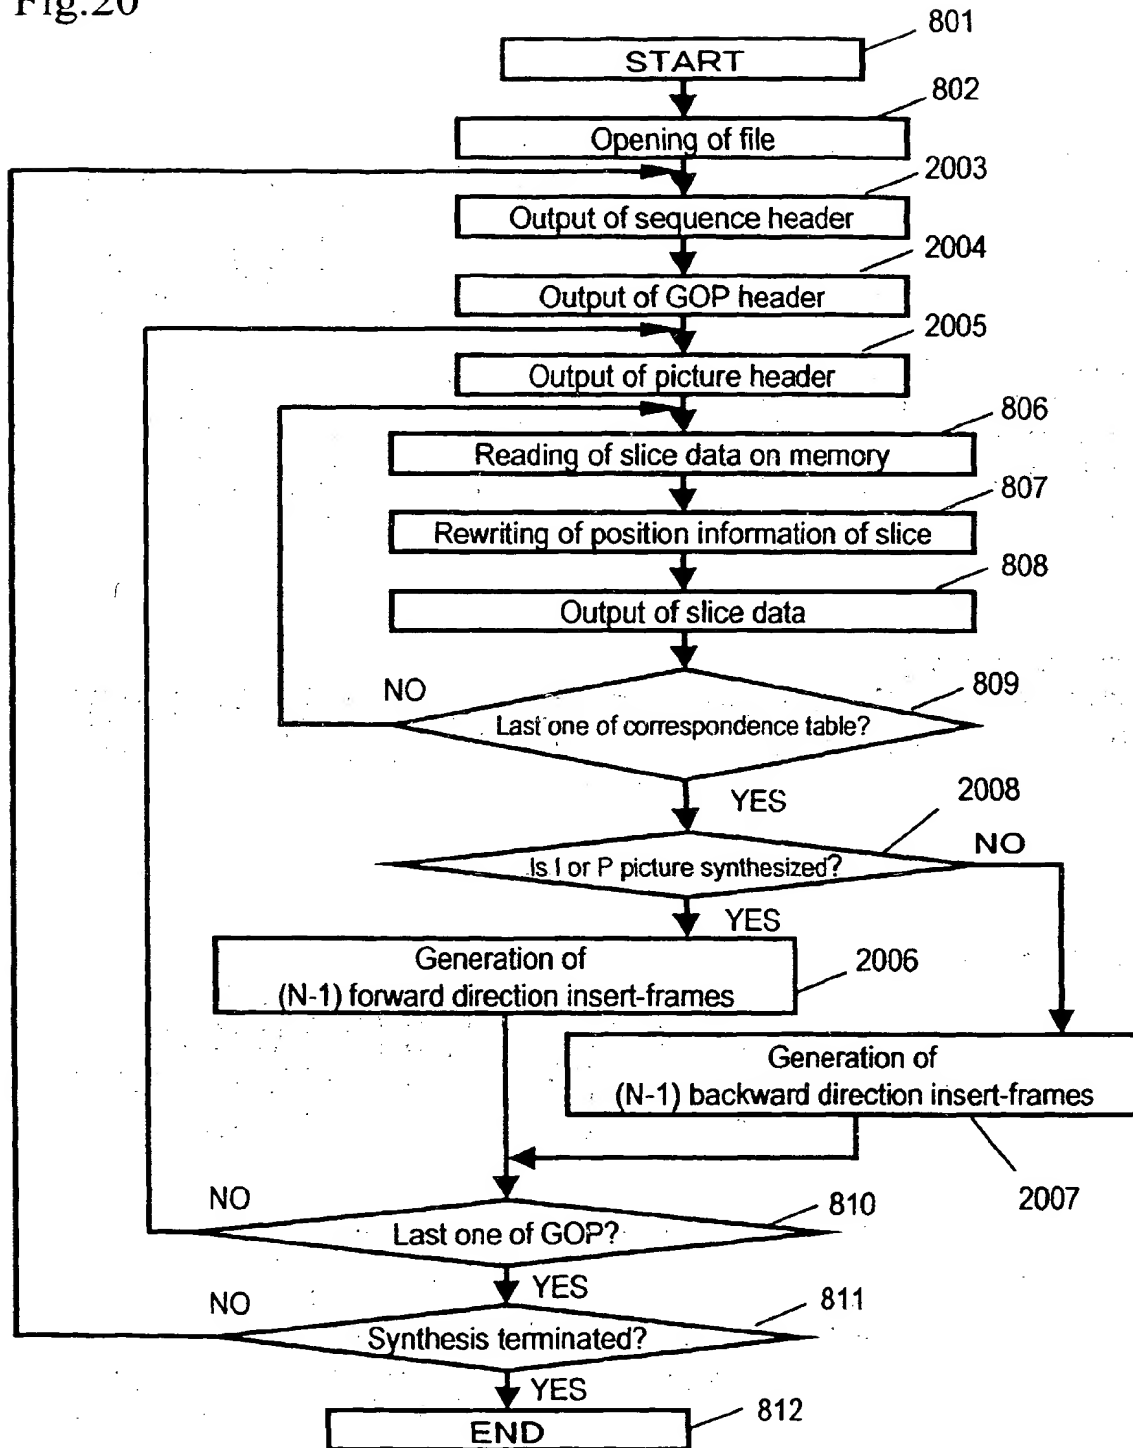 Fig.20
801
START
802
Opening of file
2003
Output of sequence header
2004
Output of GOP header
2005
Output of picture header
806
Reading of slice data on memory
807
Rewriting of position information of slice
808
Output of slice data
NO
809
Last one of correspondence table?
YES
2008
NO
Is I or P picture synthesized?
YES
Generation of
(N-1) forward direction insert-frames
2006
Generation of
(N-1) backward direction insert-frames
2007
NO
810
Last one of GOP?
YES
NO
811
Synthesis terminated?
YES
812
END